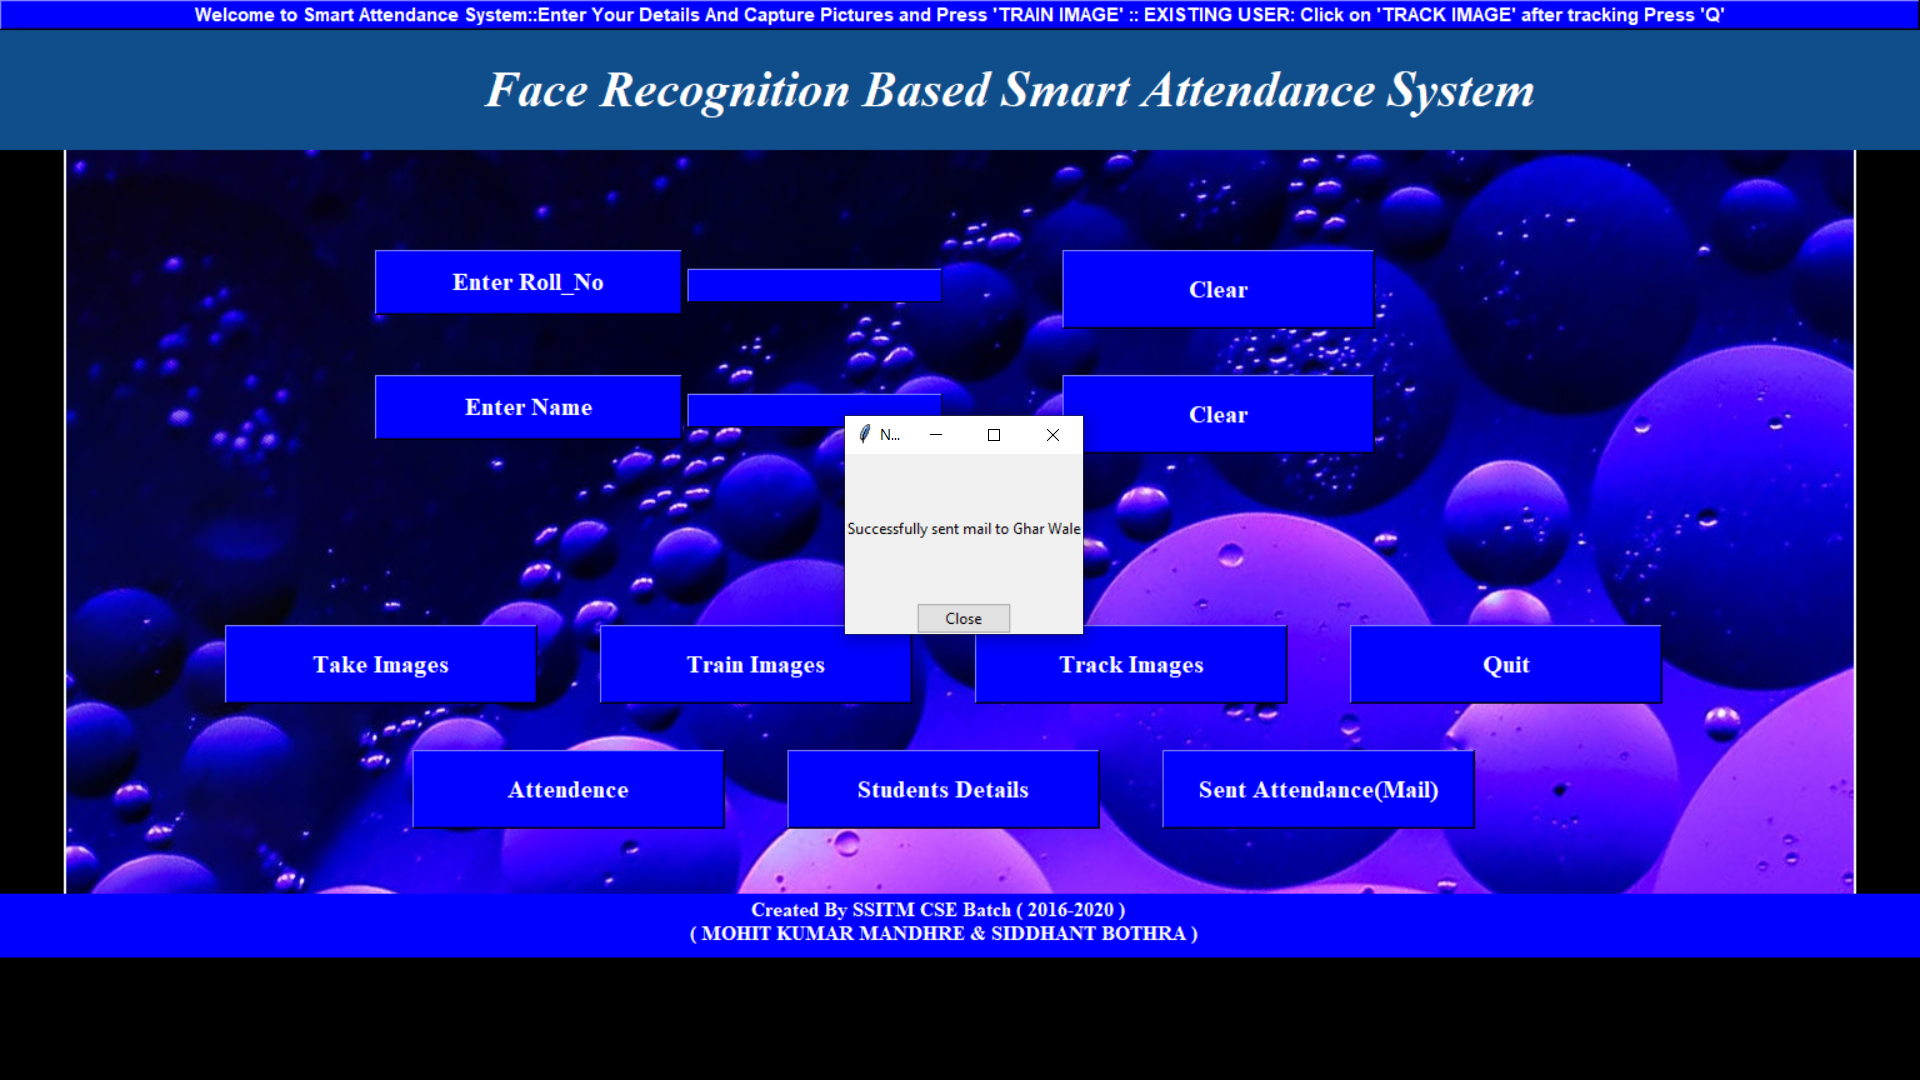 Welcome to Smart Attendance System::Enter Your Details And Capture Pictures and Press 'TRAIN IMAGE' :: EXISTING USER: Click on 'TRACK IMAGE' after tracking Press 'Q'
Face Recognition Based Smart Attendance System
Enter Roll_No
Clear
Enter Name
Clear
N...
Successfully sent mail to Ghar Wale
Close
Take Images
Train Images
Track Images
Quit
Attendence
Students Details
Sent Attendance(Mail)
Created By SSITM CSE Batch ( 2016-2020 )
( MOHIT KUMAR MANDHRE & SIDDHANT BOTHRA )